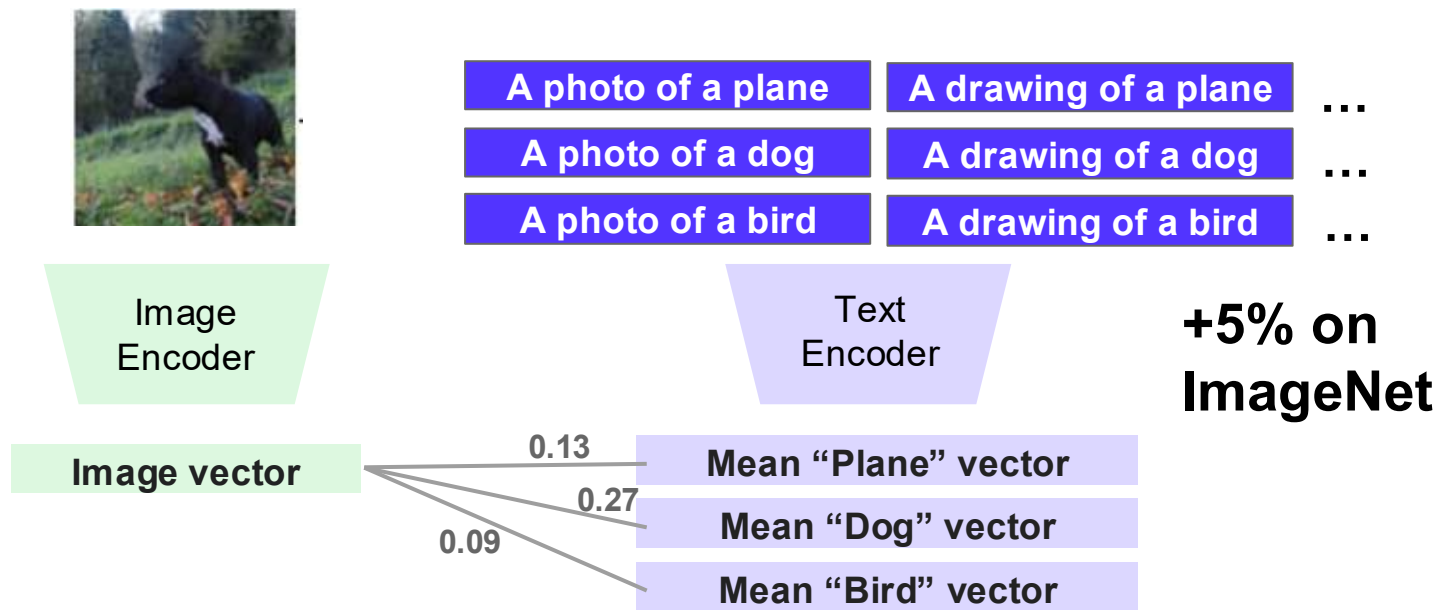 A photo of a plane
A drawing of a plane
...
A photo of a dog
A drawing of a dog
...
A photo of a bird
A drawing of a bird
...
Image
Encoder
Text
Encoder
+5% on
ImageNet
Image vector
0.13
0.27
0.09
Mean “Plane” vector
Mean “Dog” vector
Mean “Bird” vector